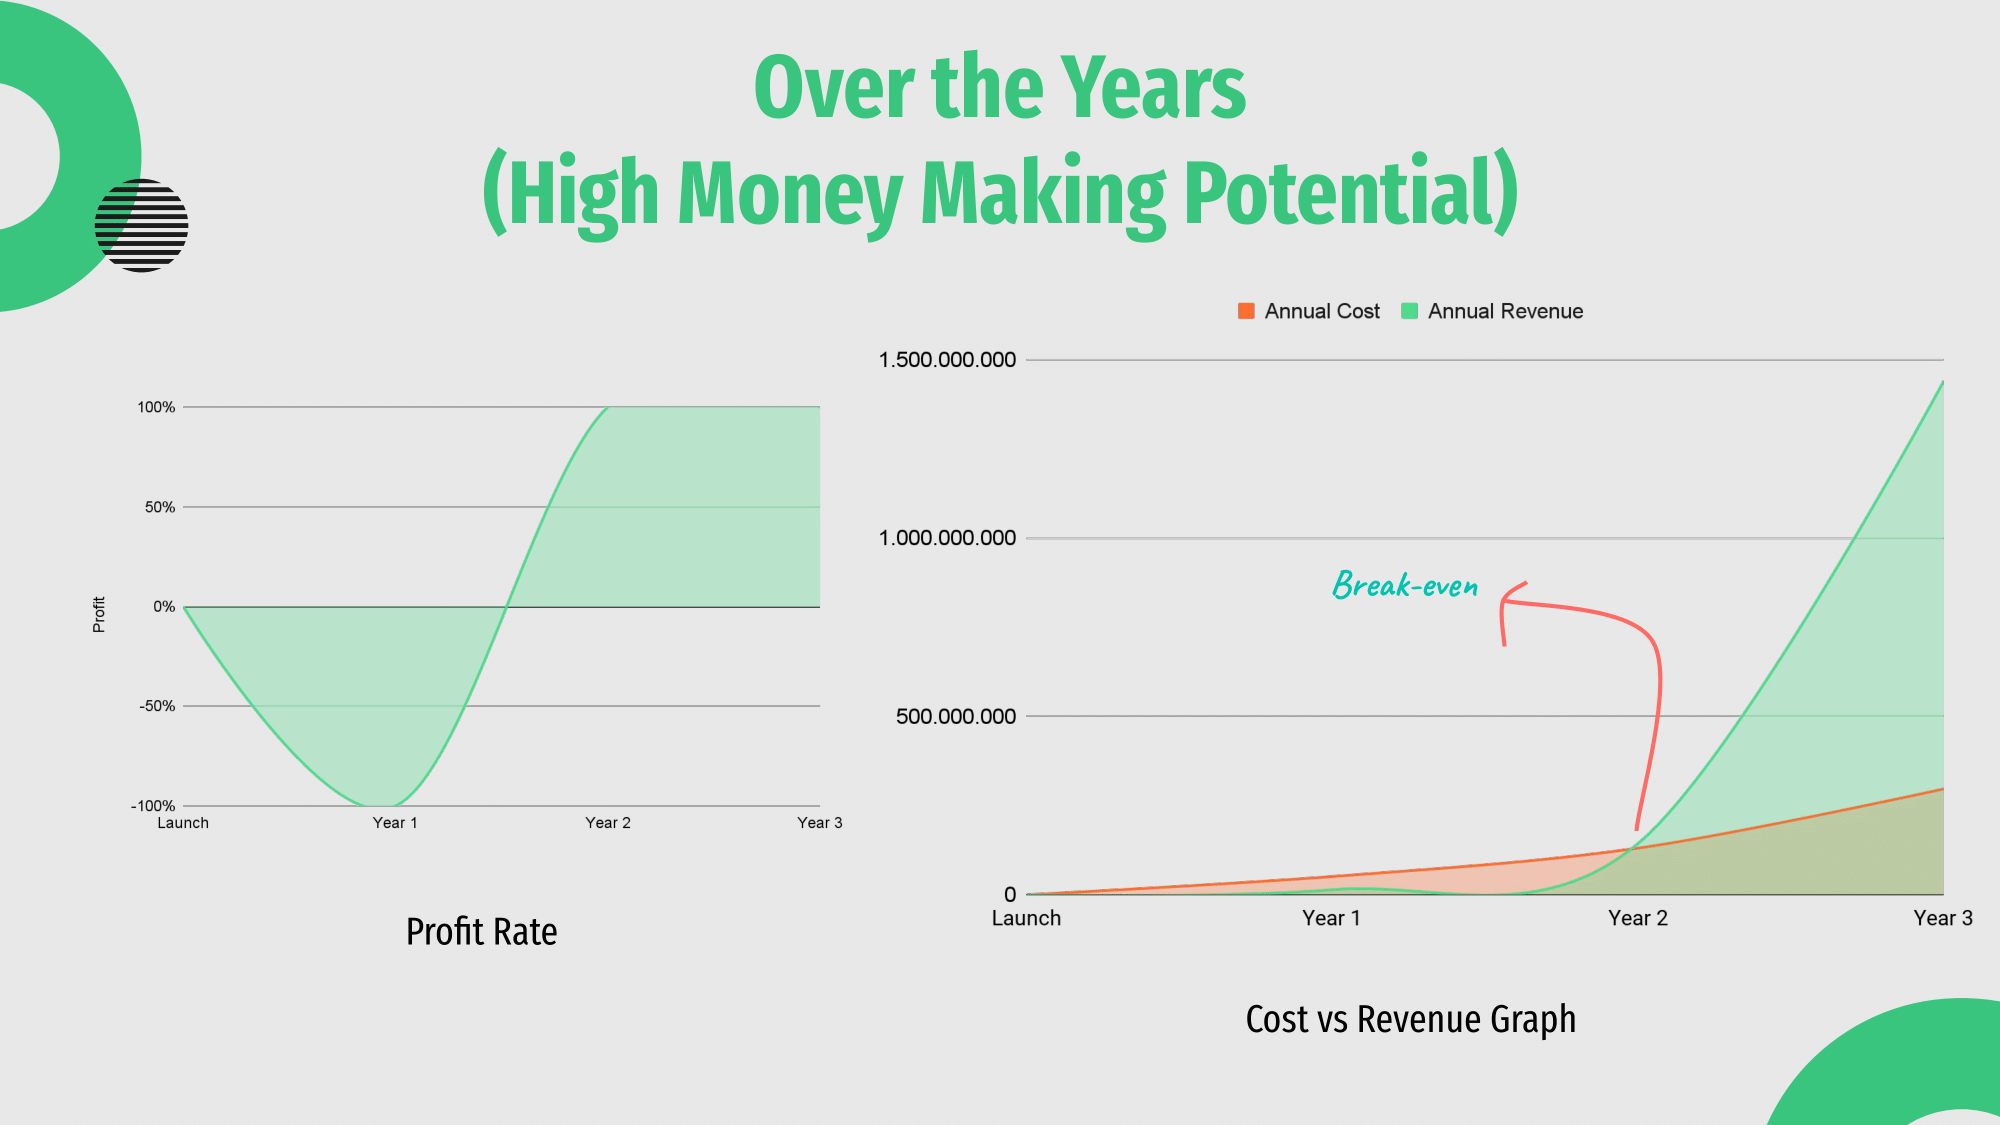 Over the Years
(High Money Making Potential)
100%
50%
0%
-50%
-100%
Profit
Launch Year 1 Year 2 Year 3
Profit Rate
Annual Cost Annual Revenue
1.500.000.000
1.000.000.000
500.000.000
0
Break-even
Launch Year 1 Year 2 Year 3
Cost vs Revenue Graph